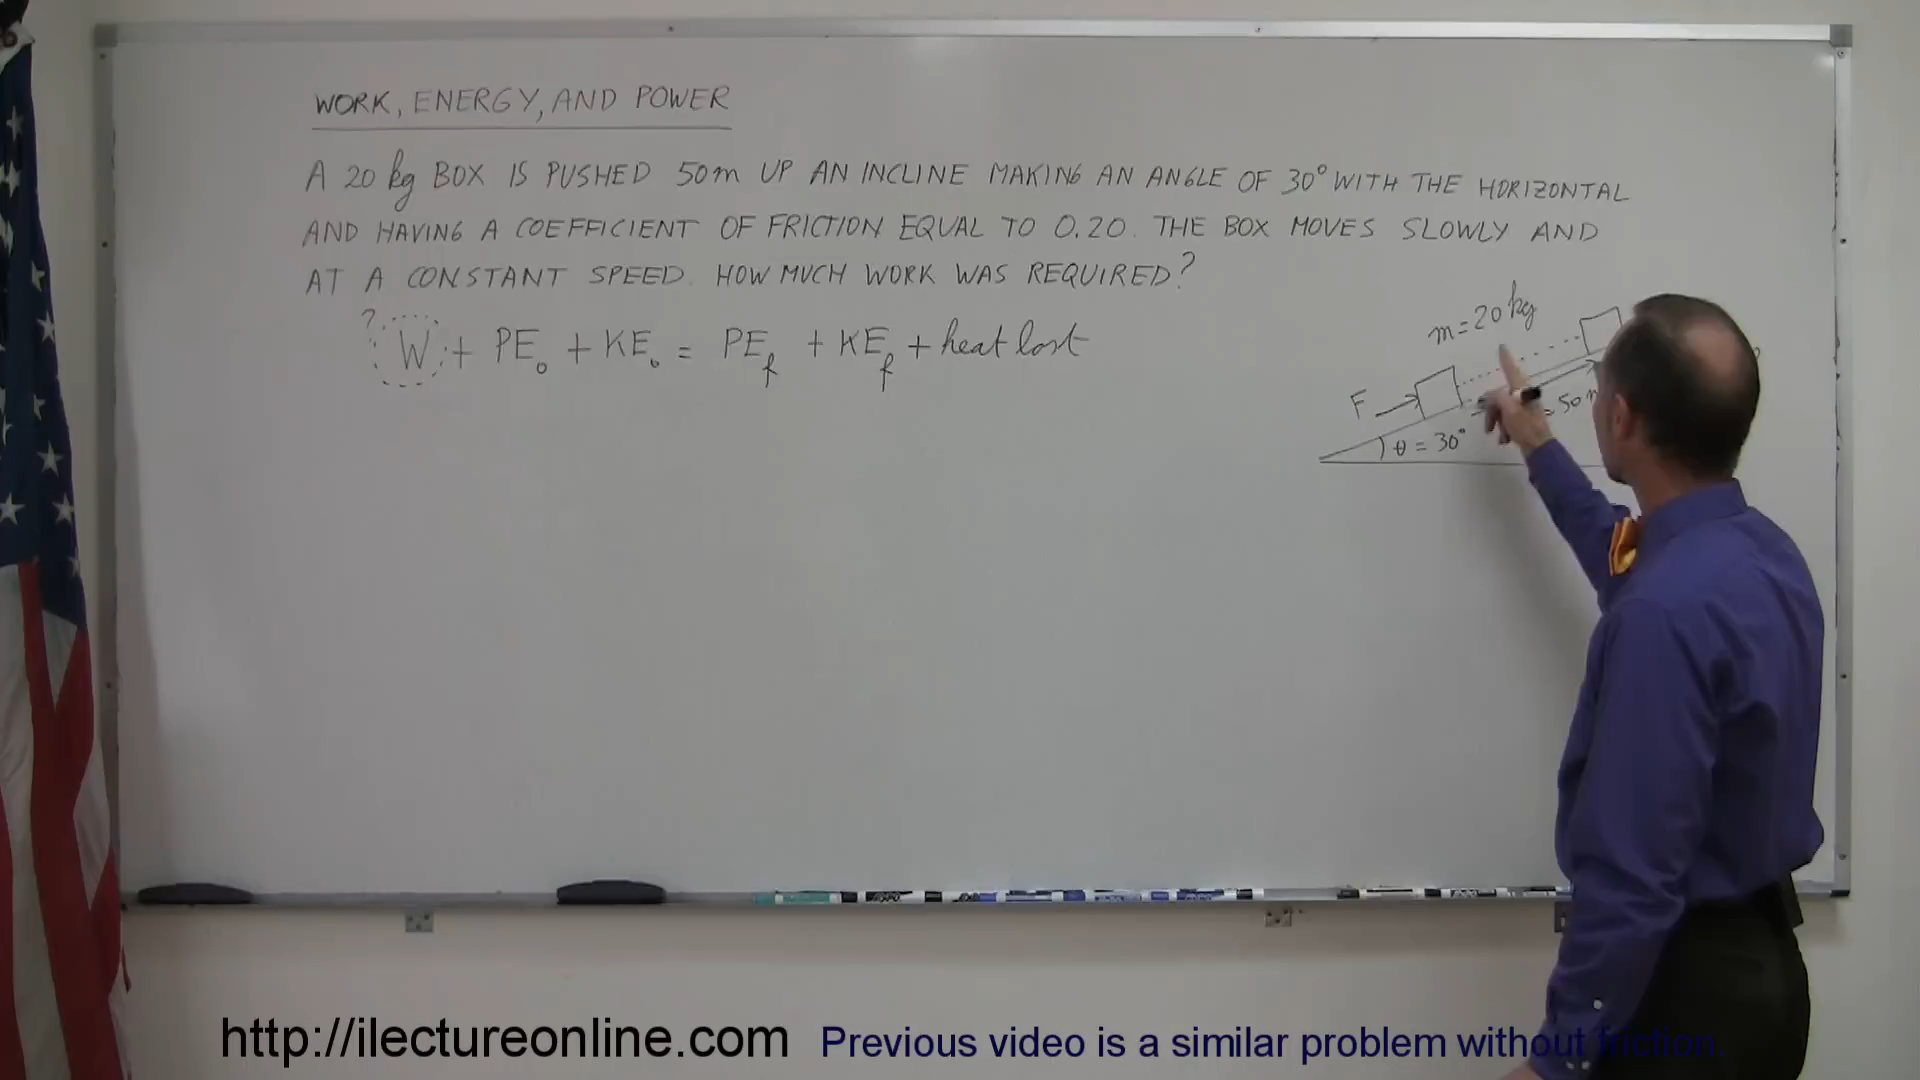 WORK, ENERGY, AND POWER
A 20 kg BOX IS PUSHED 50m UP AN INCLINE MAKING AN ANGLE OF 30° WITH THE HORIZONTAL
AND HAVING A COEFFICIENT OF FRICTION EQUAL TO 0.20. THE BOX MOVES SLOWLY AND
AT A CONSTANT SPEED. HOW MUCH WORK WAS REQUIRED?
?
W + PE₀ + KE₀ = PE_f + KE_f + heat lost
m = 20 kg
F
= 50
θ = 30°
EXPO
http://ilectureonline.com Previous video is a similar problem without friction.